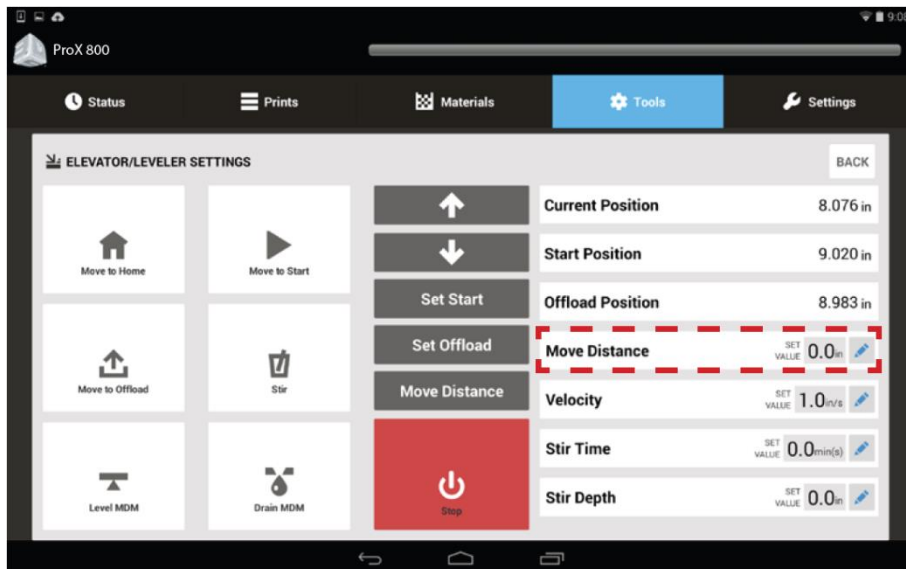 9:08
ProX 800
Status
Prints
Materials
Tools
Settings
ELEVATOR/LEVELER SETTINGS
BACK
Move to Home
Move to Start
Move to Offload
Stir
Level MDM
Drain MDM
Set Start
Set Offload
Move Distance
Stop
Current Position 8.076 in
Start Position 9.020 in
Offload Position 8.983 in
Move Distance SET VALUE 0.0in
Velocity SET VALUE 1.0in/s
Stir Time SET VALUE 0.0min(s)
Stir Depth SET VALUE 0.0in